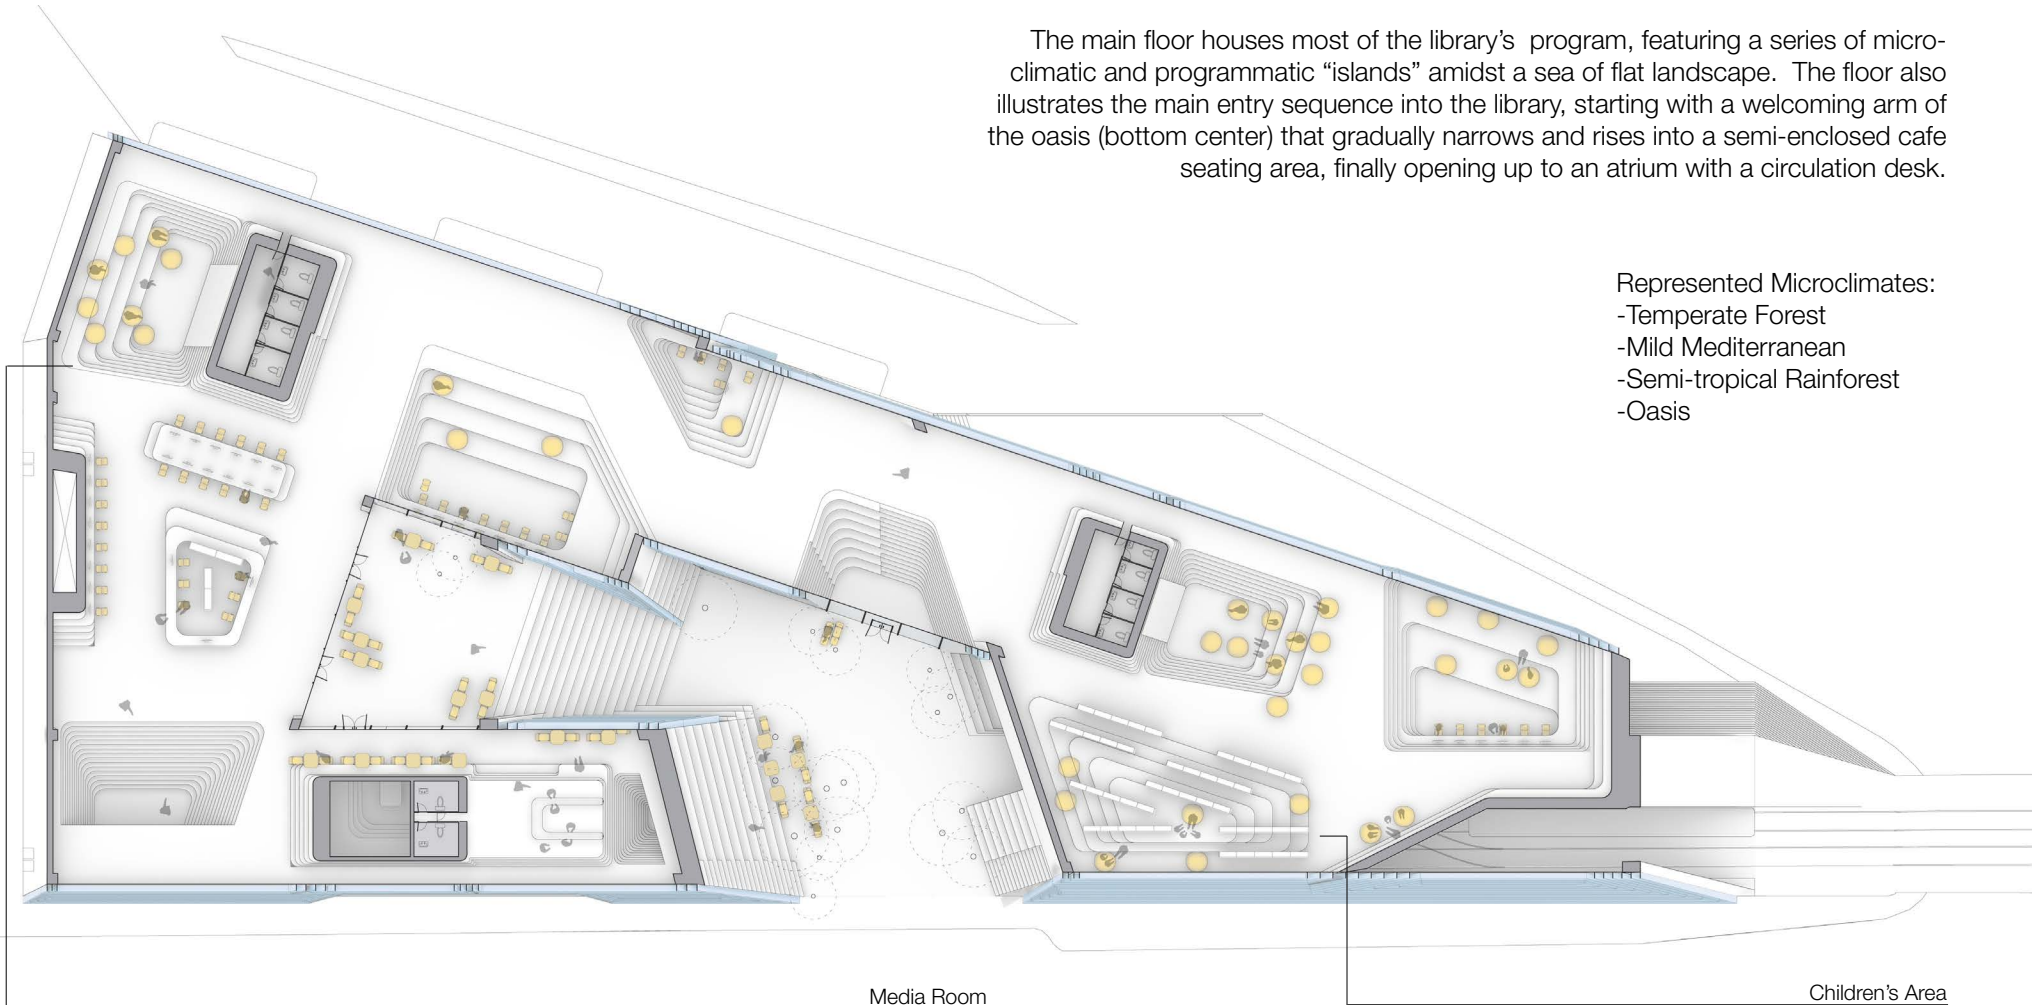 The main floor houses most of the library’s  program, featuring a series of micro-
climatic and programmatic “islands” amidst a sea of flat landscape.  The floor also
illustrates the main entry sequence into the library, starting with a welcoming arm of
the oasis (bottom center) that gradually narrows and rises into a semi-enclosed cafe
seating area, finally opening up to an atrium with a circulation desk.
Represented Microclimates:
-Temperate Forest
-Mild Mediterranean
-Semi-tropical Rainforest
-Oasis
Media Room
Children’s Area